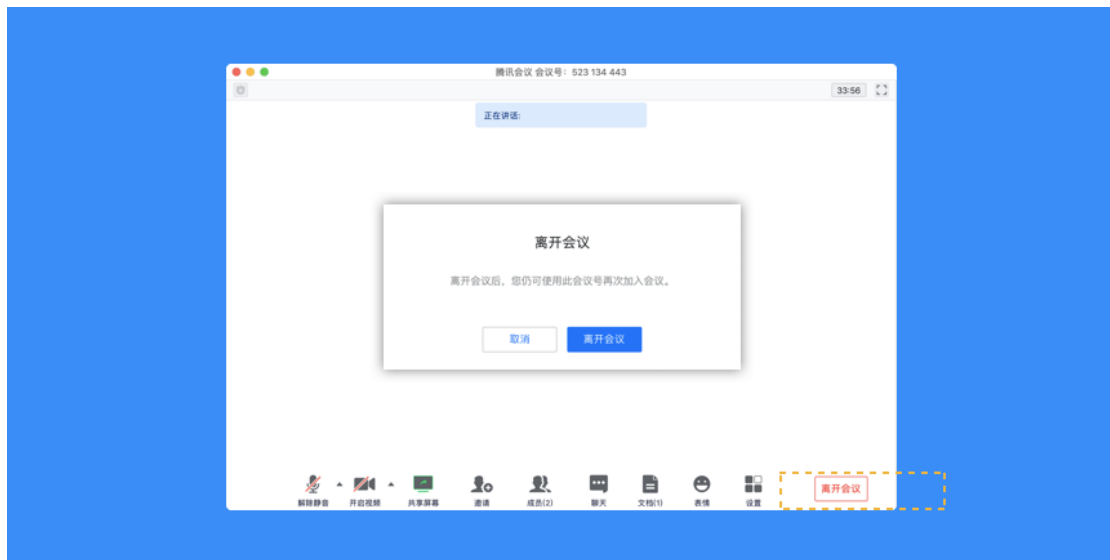 腾讯会议 会议号：523 134 443
33:56
正在讲话:
离开会议
离开会议后，您仍可使用此会议号再次加入会议。
取消 离开会议
解除静音 开启视频 共享屏幕 邀请 成员(2) 聊天 文档(1) 表情 设置 离开会议